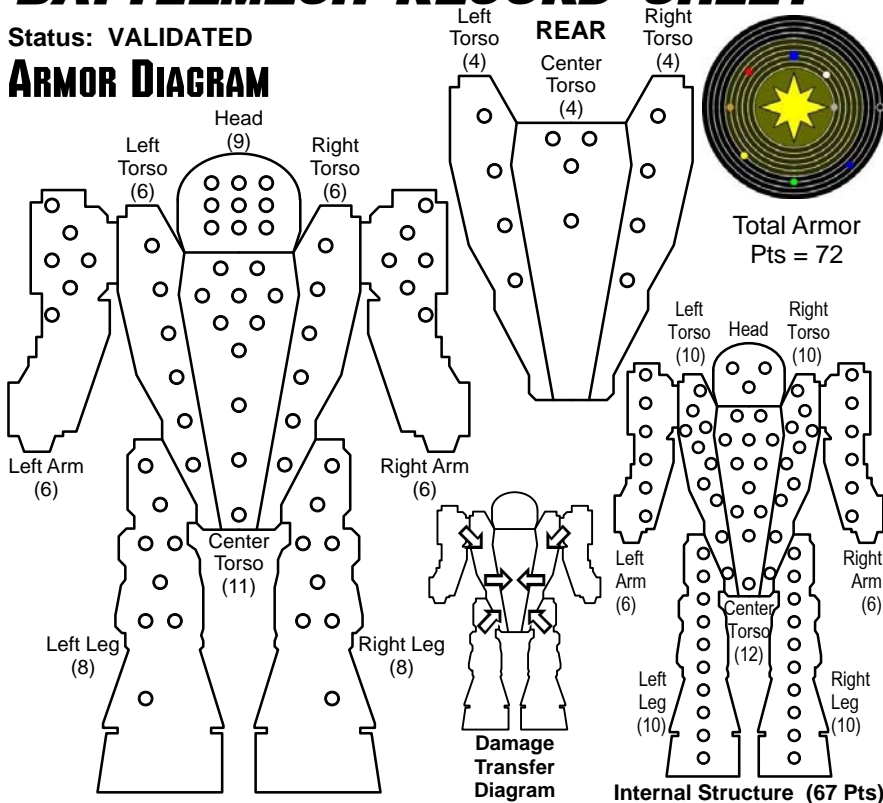 BATTLEMECH RECORD SHEET
Status: VALIDATED
ARMOR DIAGRAM
Head
(9)
Left
Torso
(6)
Right
Torso
(6)
Left Arm
(6)
Right Arm
(6)
Center
Torso
(11)
Left Leg
(8)
Right Leg
(8)
REAR
Left
Torso
(4)
Center
Torso
(4)
Right
Torso
(4)
Total Armor
Pts = 72
Left
Torso
(10)
Head
Right
Torso
(10)
Left
Arm
(6)
Right
Arm
(6)
Center
Torso
(12)
Left
Leg
(10)
Right
Leg
(10)
Damage
Transfer
Diagram
Internal Structure (67 Pts)